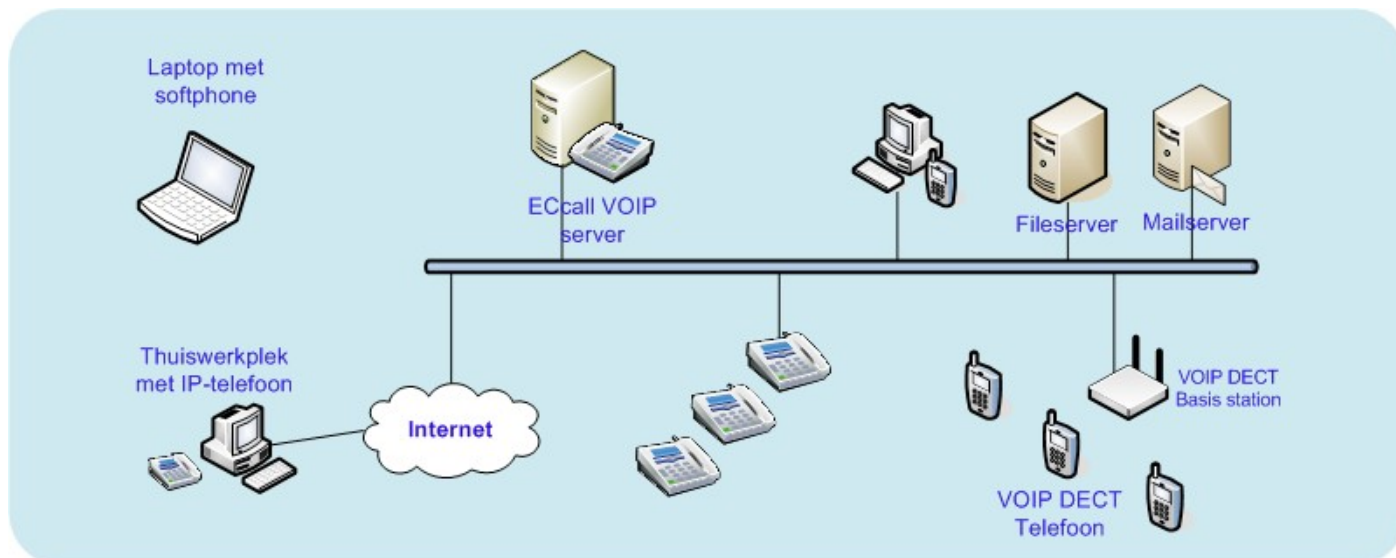 Laptop met
softphone
ECcall VOIP
server
Fileserver
Mailserver
Thuiswerkplek
met IP-telefoon
Internet
VOIP DECT
Basis station
VOIP DECT
Telefoon